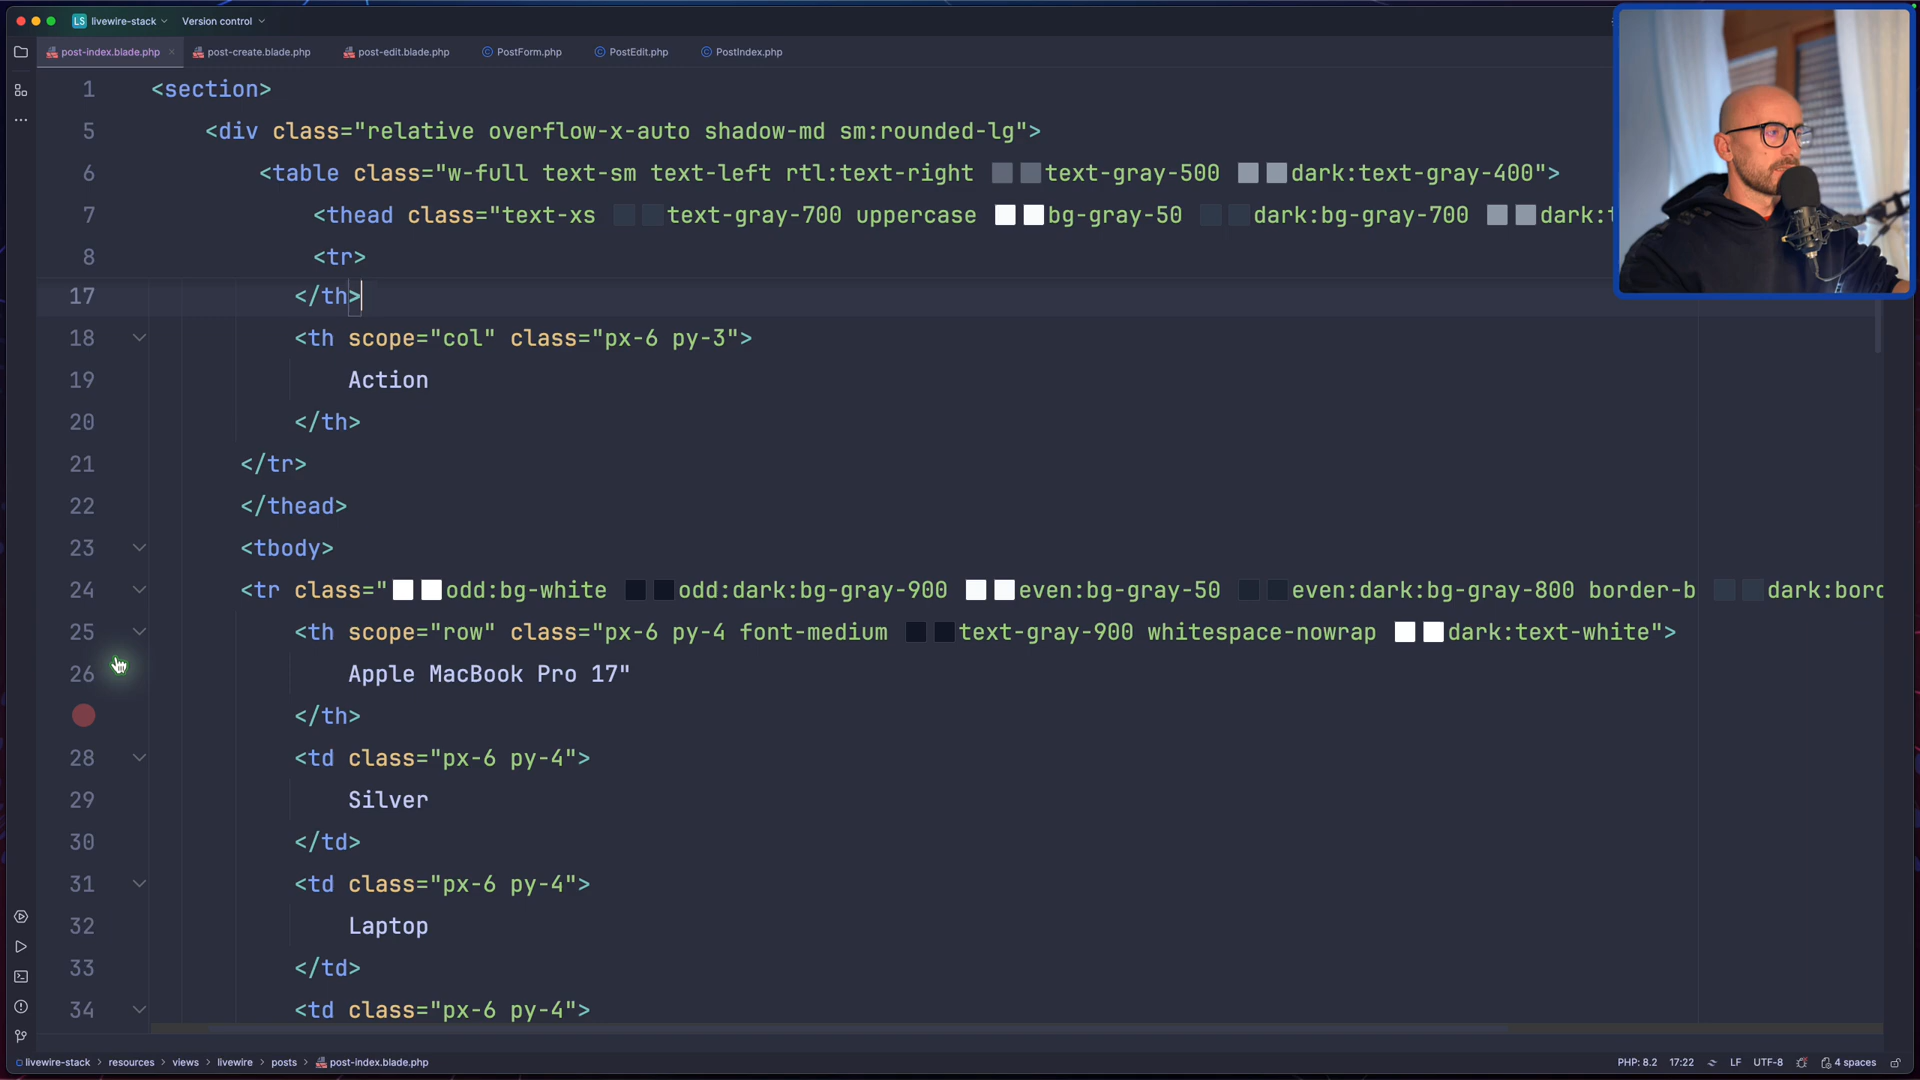 LS livewire-stack Version control
post-index.blade.php post-create.blade.php post-edit.blade.php PostForm.php PostEdit.php PostIndex.php
1 <section>
5 <div class="relative overflow-x-auto shadow-md sm:rounded-lg">
6 <table class="w-full text-sm text-left rtl:text-right text-gray-500 dark:text-gray-400">
7 <thead class="text-xs text-gray-700 uppercase bg-gray-50 dark:bg-gray-700 dark:t
8 <tr>
17 </th>
18 <th scope="col" class="px-6 py-3">
19 Action
20 </th>
21 </tr>
22 </thead>
23 <tbody>
24 <tr class="odd:bg-white odd:dark:bg-gray-900 even:bg-gray-50 even:dark:bg-gray-800 border-b dark:bord
25 <th scope="row" class="px-6 py-4 font-medium text-gray-900 whitespace-nowrap dark:text-white">
26 Apple MacBook Pro 17"
</th>
28 <td class="px-6 py-4">
29 Silver
30 </td>
31 <td class="px-6 py-4">
32 Laptop
33 </td>
34 <td class="px-6 py-4">
livewire-stack > resources > views > livewire > posts > post-index.blade.php PHP: 8.2 17:22 LF UTF-8 4 spaces